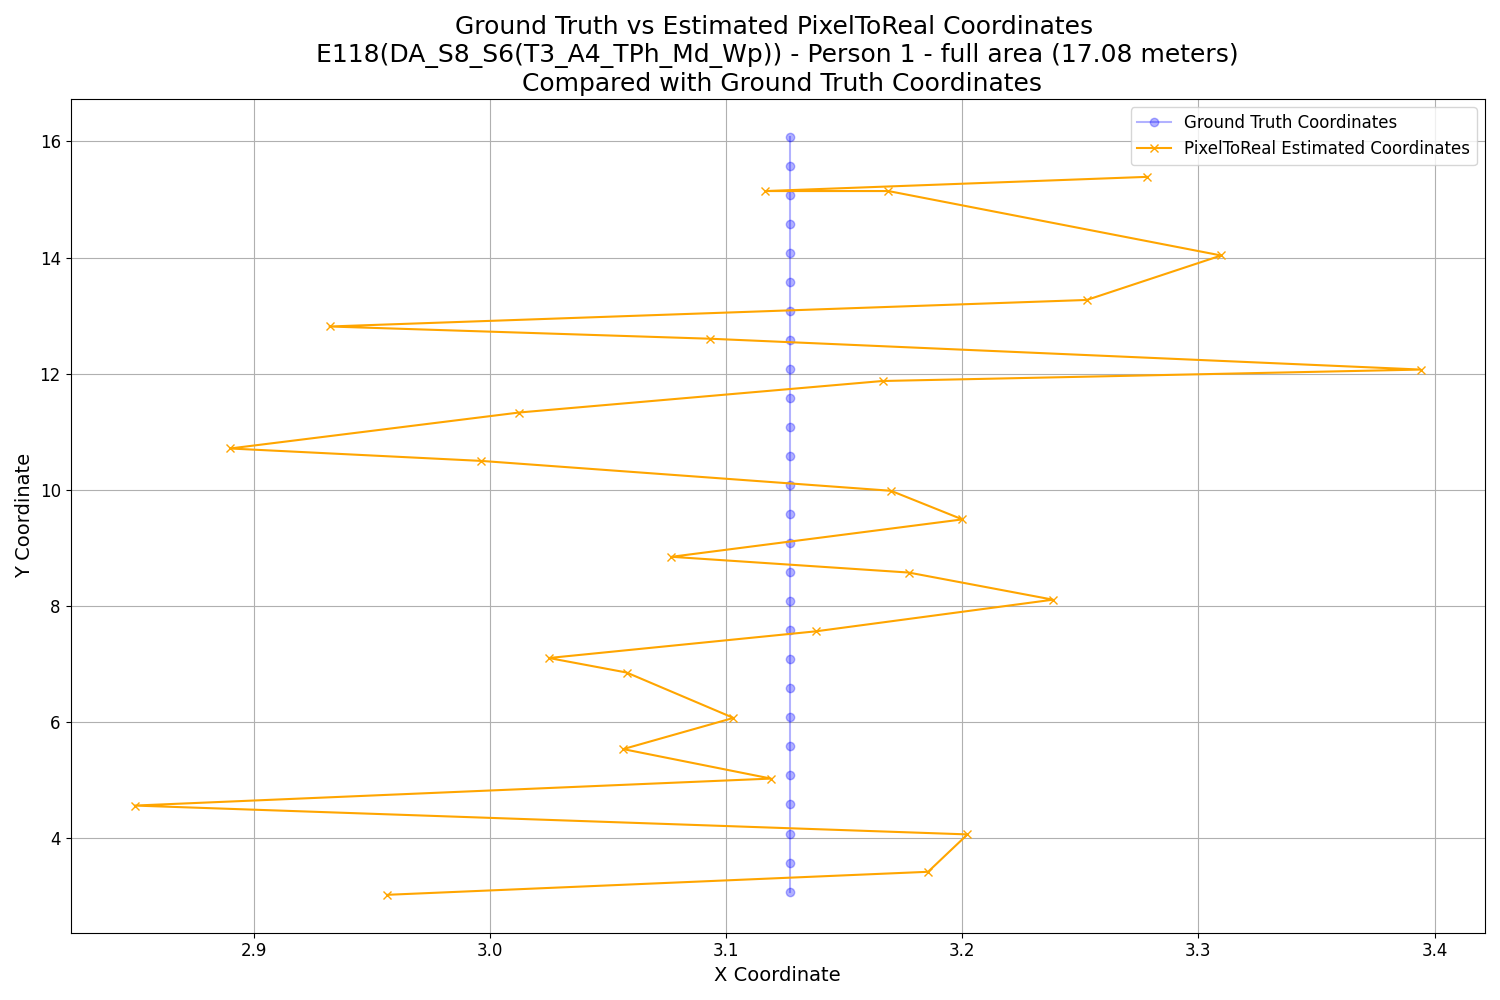 Ground Truth vs Estimated PixelToReal Coordinates
E118(DA_S8_S6(T3_A4_TPh_Md_Wp)) - Person 1 - full area (17.08 meters)
Compared with Ground Truth Coordinates
Ground Truth Coordinates
PixelToReal Estimated Coordinates
16
14
12
10
8
6
4
Y Coordinate
2.9 3.0 3.1 3.2 3.3 3.4
X Coordinate